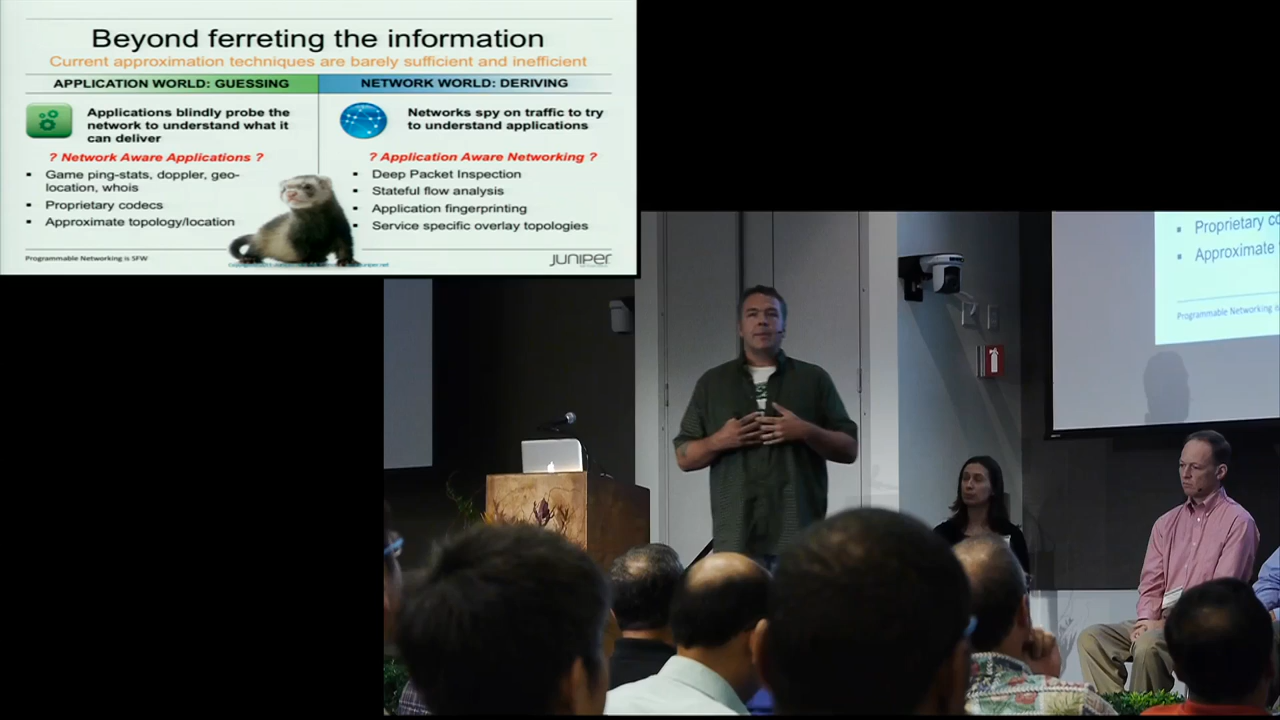 Beyond ferreting the information
Current approximation techniques are barely sufficient and inefficient
APPLICATION WORLD: GUESSING
Applications blindly probe the
network to understand what it
can deliver
? Network Aware Applications ?
▪ Game ping-stats, doppler, geo-
location, whois
▪ Proprietary codecs
▪ Approximate topology/location
NETWORK WORLD: DERIVING
Networks spy on traffic to try
to understand applications
? Application Aware Networking ?
▪ Deep Packet Inspection
▪ Stateful flow analysis
▪ Application fingerprinting
▪ Service specific overlay topologies
Programmable Networking is SFW
JUNIPER
NETWORKS
▪ Proprietary co
▪ Approximate
Programmable Networking is